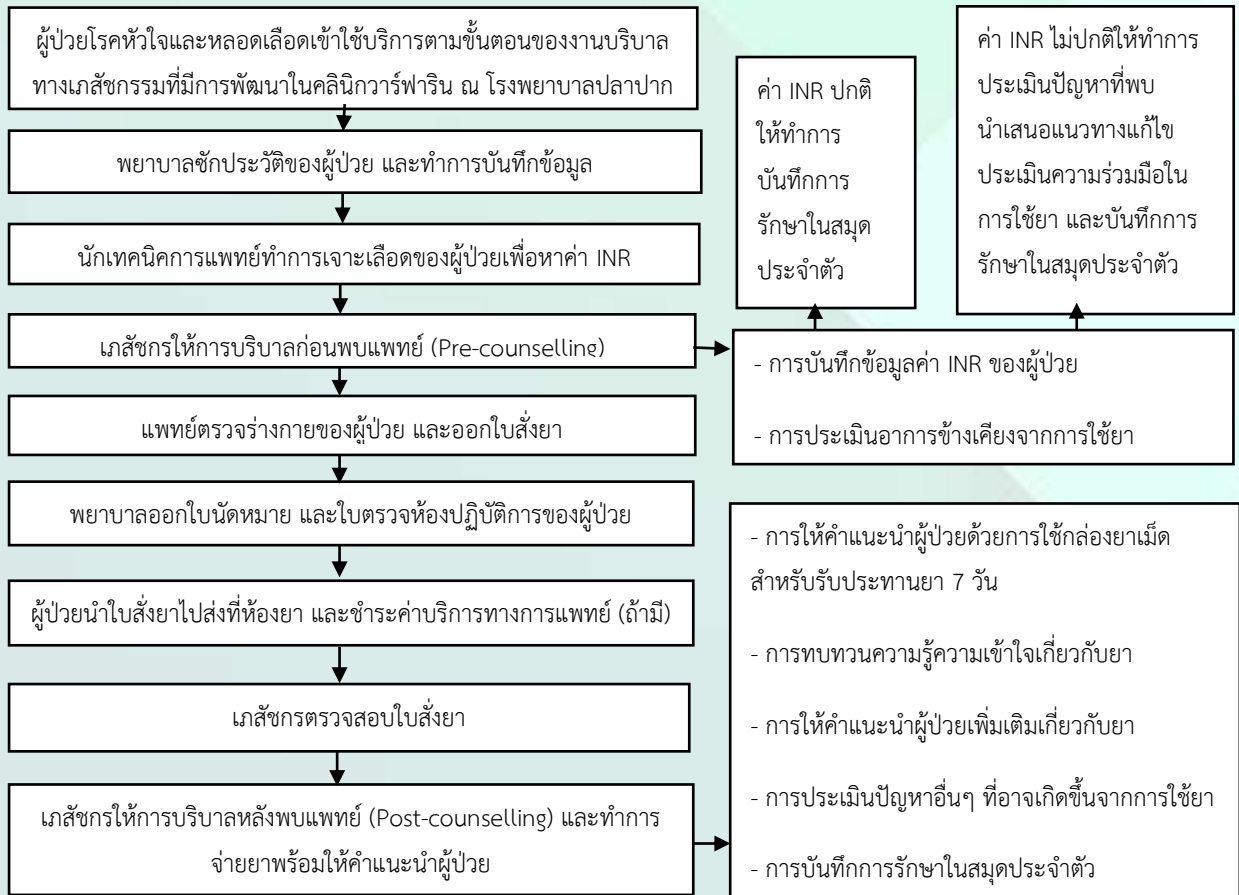 ผู้ป่วยโรคหัวใจและหลอดเลือดเข้าใช้บริการตามขั้นตอนของงานบริบาล
ทางเภสัชกรรมที่มีการพัฒนาในคลินิกวาร์ฟาริน ณ โรงพยาบาลปลาปาก
พยาบาลซักประวัติของผู้ป่วย และทำการบันทึกข้อมูล
นักเทคนิคการแพทย์ทำการเจาะเลือดของผู้ป่วยเพื่อหาค่า INR
เภสัชกรให้การบริบาลก่อนพบแพทย์ (Pre-counselling)
แพทย์ตรวจร่างกายของผู้ป่วย และออกใบสั่งยา
พยาบาลออกใบนัดหมาย และใบตรวจห้องปฏิบัติการของผู้ป่วย
ผู้ป่วยนำใบสั่งยาไปส่งที่ห้องยา และชำระค่าบริการทางการแพทย์ (ถ้ามี)
เภสัชกรตรวจสอบใบสั่งยา
เภสัชกรให้การบริบาลหลังพบแพทย์ (Post-counselling) และทำการ
จ่ายยาพร้อมให้คำแนะนำผู้ป่วย
ค่า INR ปกติ
ให้ทำการ
บันทึกการ
รักษาในสมุด
ประจำตัว
ค่า INR ไม่ปกติให้ทำการ
ประเมินปัญหาที่พบ
นำเสนอแนวทางแก้ไข
ประเมินความร่วมมือใน
การใช้ยา และบันทึกการ
รักษาในสมุดประจำตัว
- การบันทึกข้อมูลค่า INR ของผู้ป่วย
- การประเมินอาการข้างเคียงจากการใช้ยา
- การให้คำแนะนำผู้ป่วยด้วยการใช้กล่องยาเม็ด
สำหรับรับประทานยา 7 วัน
- การทบทวนความรู้ความเข้าใจเกี่ยวกับยา
- การให้คำแนะนำผู้ป่วยเพิ่มเติมเกี่ยวกับยา
- การประเมินปัญหาอื่นๆ ที่อาจเกิดขึ้นจากการใช้ยา
- การบันทึกการรักษาในสมุดประจำตัว